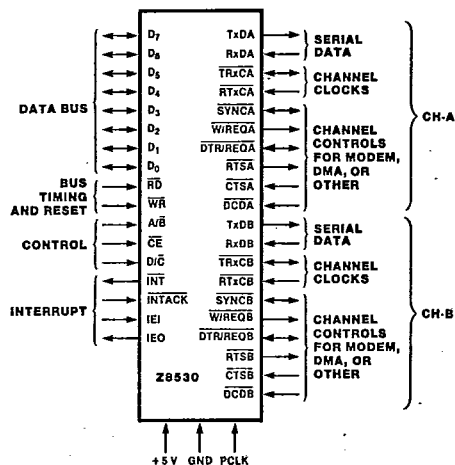 D7 TxDA
D6 RxDA
SERIAL
DATA
D5 TRxCA
D4 RTxCA
CHANNEL
CLOCKS
DATA BUS
D3 SYNCA
D2 W/REQA
D1 DTR/REQA
D0 RTSA
CHANNEL
CONTROLS
FOR MODEM,
DMA, OR
OTHER
CH-A
BUS
TIMING
AND RESET
RD CTSA
WR DCDA
CONTROL
A/B TxDB
CE RxDB
SERIAL
DATA
D/C TRxCB
INT RTxCB
CHANNEL
CLOCKS
INTERRUPT
INTACK SYNCB
IEI W/REQB
IEO DTR/REQB
RTSB
CTSB
DCDB
CHANNEL
CONTROLS
FOR MODEM,
DMA, OR
OTHER
CH-B
Z8530
+5V GND PCLK